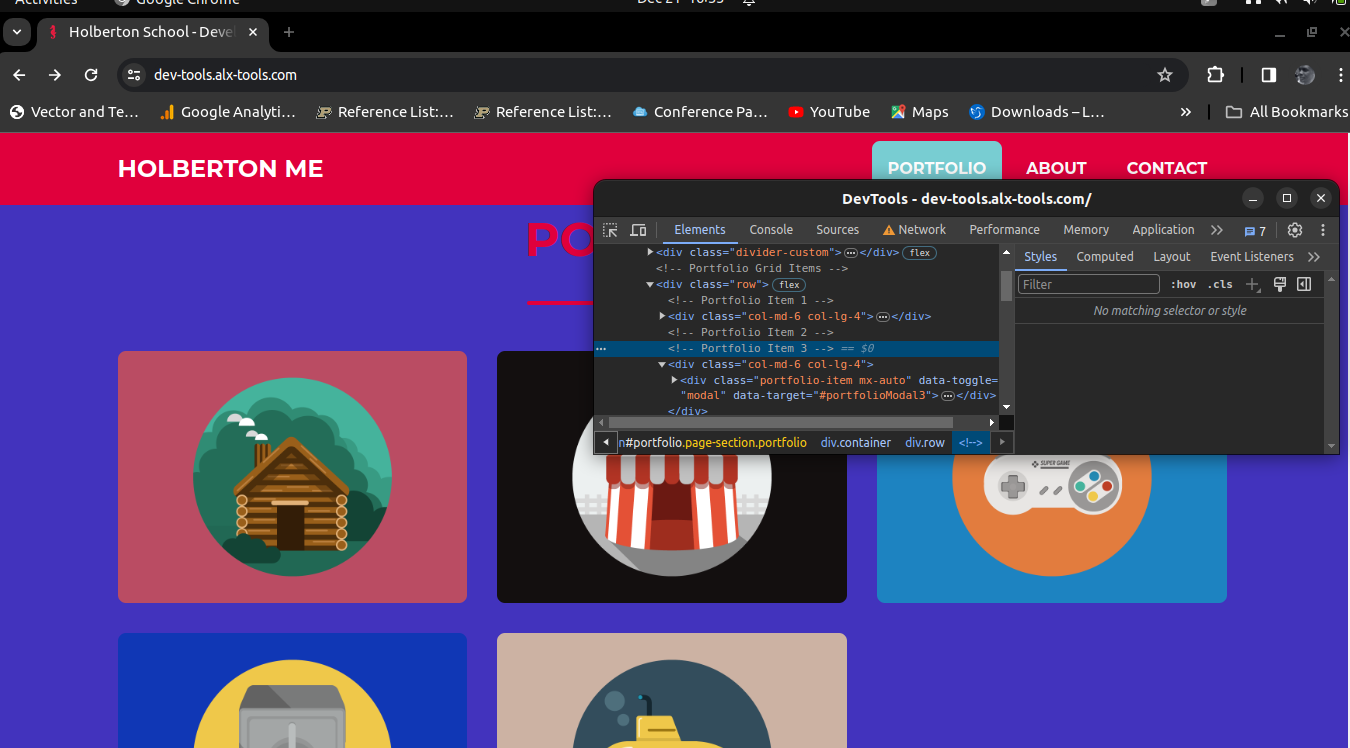 Activities Google Chrome Dec 21 16:55
Holberton School - Devel
dev-tools.alx-tools.com
Vector and Te… Google Analyti… Reference List:… Reference List:… Conference Pa… YouTube Maps Downloads – L… » All Bookmarks
HOLBERTON ME PORTFOLIO ABOUT CONTACT
PO
DevTools - dev-tools.alx-tools.com/
Elements Console Sources Network Performance Memory Application » 7
<div class="divider-custom">…</div> flex
<!-- Portfolio Grid Items -->
<div class="row"> flex
<!-- Portfolio Item 1 -->
<div class="col-md-6 col-lg-4">…</div>
<!-- Portfolio Item 2 -->
<!-- Portfolio Item 3 --> == $0
<div class="col-md-6 col-lg-4">
<div class="portfolio-item mx-auto" data-toggle=
"modal" data-target="#portfolioModal3">…</div>
</div>
n#portfolio.page-section.portfolio div.container div.row <!-->
Styles Computed Layout Event Listeners »
Filter :hov .cls
No matching selector or style
SUPER GAME